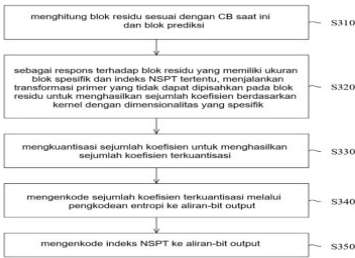 menghitung blok residu sesuai dengan CB saat ini
dan blok prediksi
S310
sebagai respons terhadap blok residu yang memiliki ukuran
blok spesifik dan indeks NSPT tertentu, menjalankan
transformasi primer yang tidak dapat dipisahkan pada blok
residu untuk menghasilkan sejumlah koefisien berdasarkan
kernel dengan dimensionalitas yang spesifik
S320
mengkuantisasi sejumlah koefisien untuk menghasilkan
sejumlah koefisien terkuantisasi
S330
mengenkode sejumlah koefisien terkuantisasi melalui
pengkodean entropi ke aliran-bit output
S340
mengenkode indeks NSPT ke aliran-bit output
S350